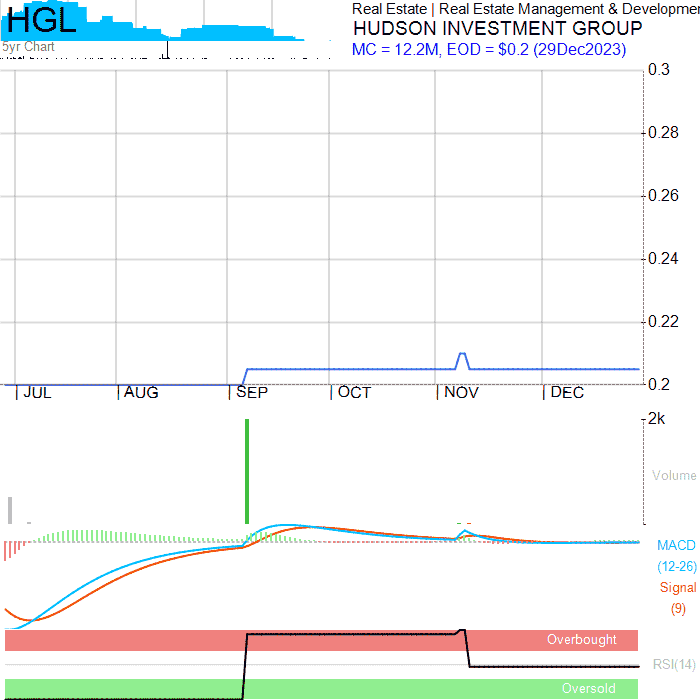 HGL
5yr Chart
Real Estate | Real Estate Management & Developmen
HUDSON INVESTMENT GROUP
MC = 12.2M, EOD = $0.2 (29Dec2023)
0.3
0.28
0.26
0.24
0.22
0.2
JUL AUG SEP OCT NOV DEC
2k
Volume
MACD
(12-26)
Signal
(9)
Overbought
RSI(14)
Oversold